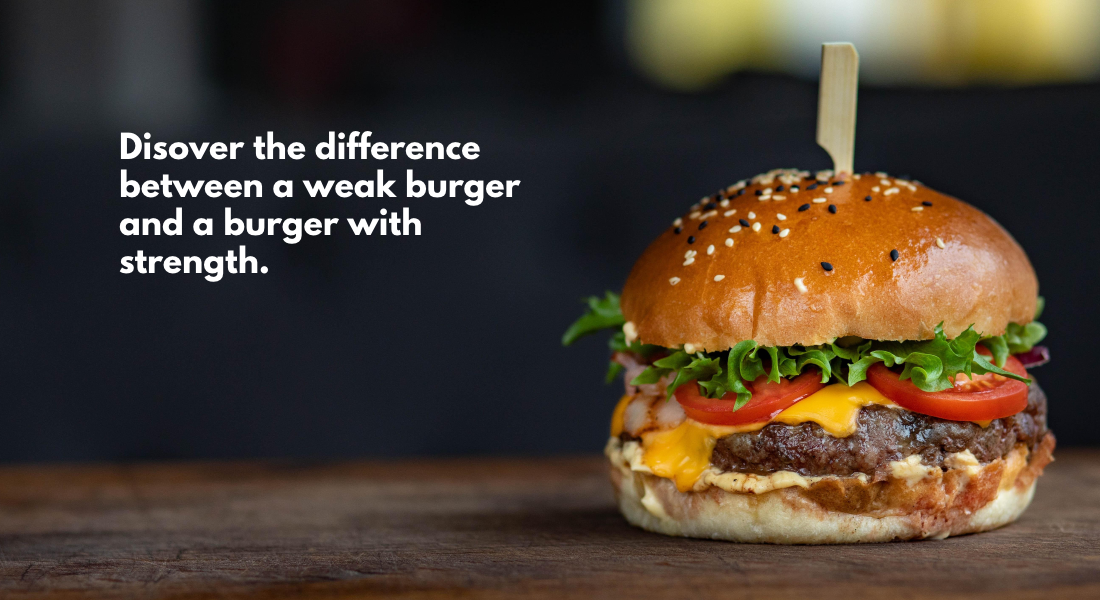 Disover the difference
between a weak burger
and a burger with
strength.